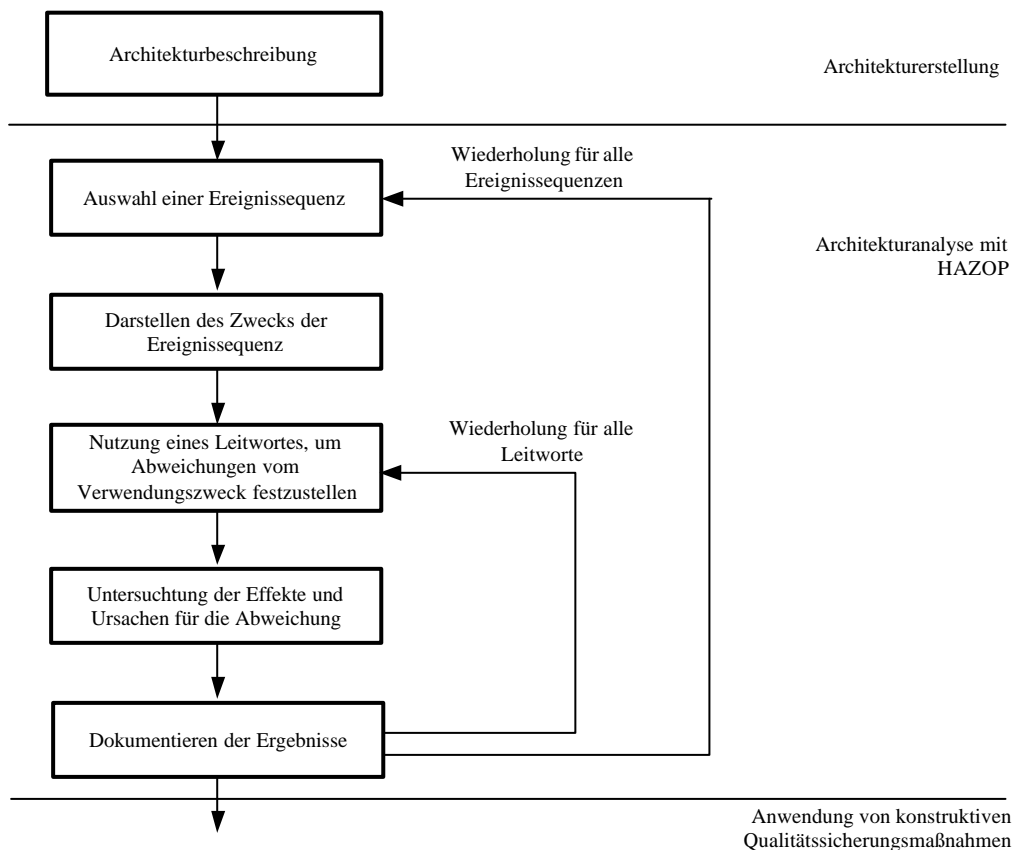 Architekturbeschreibung
Architekturerstellung
Wiederholung für alle
Ereignissequenzen
Auswahl einer Ereignissequenz
Architekturanalyse mit
HAZOP
Darstellen des Zwecks der
Ereignissequenz
Wiederholung für alle
Leitworte
Nutzung eines Leitwortes, um
Abweichungen vom
Verwendungszweck festzustellen
Untersuchtung der Effekte und
Ursachen für die Abweichung
Dokumentieren der Ergebnisse
Anwendung von konstruktiven
Qualitätssicherungsmaßnahmen